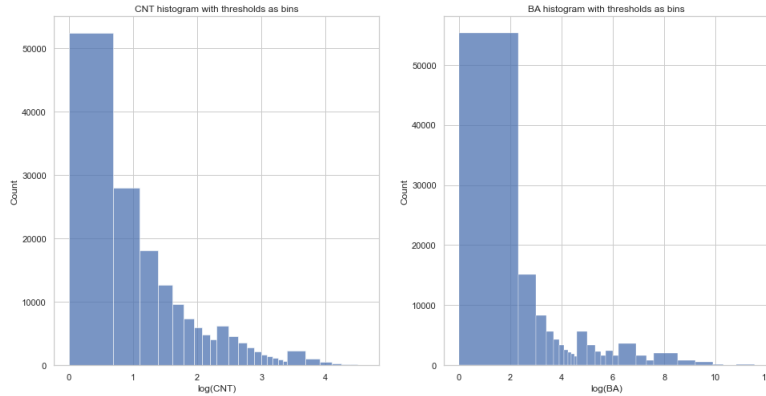 CNT histogram with thresholds as bins
50000
40000
30000
20000
10000
0
Count
0 1 2 3 4
log(CNT)
BA histogram with thresholds as bins
50000
40000
30000
20000
10000
0
Count
0 2 4 6 8 10 1
log(BA)